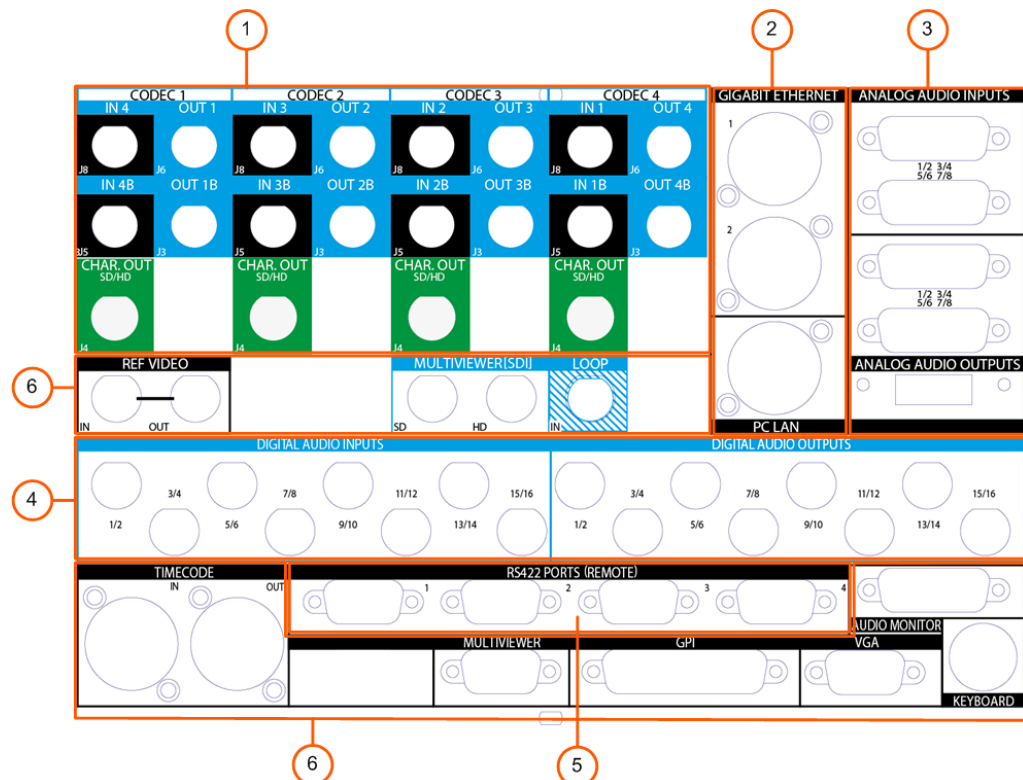 1 2 3
CODEC 1 CODEC 2 CODEC 3 CODEC 4 GIGABIT ETHERNET ANALOG AUDIO INPUTS
IN 4 OUT 1 IN 3 OUT 2 IN 2 OUT 3 IN 1 OUT 4
1
J8 J6 J8 J6 J8 J6 J8 J6
1/2 3/4
5/6 7/8
IN 4B OUT 1B IN 3B OUT 2B IN 2B OUT 3B IN 1B OUT 4B
2
J5 J3 J5 J3 J5 J3 J5 J3
CHAR. OUT CHAR. OUT CHAR. OUT CHAR. OUT
SD/HD SD/HD SD/HD SD/HD
1/2 3/4
5/6 7/8
J4 J4 J4 J4
6
REF VIDEO MULTIVIEWER[SDI] LOOP ANALOG AUDIO OUTPUTS
IN OUT SD HD IN PC LAN
4
DIGITAL AUDIO INPUTS DIGITAL AUDIO OUTPUTS
3/4 7/8 11/12 15/16 3/4 7/8 11/12 15/16
1/2 5/6 9/10 13/14 1/2 5/6 9/10 13/14
TIMECODE RS422 PORTS (REMOTE)
IN OUT 1 2 3 4
AUDIO MONITOR
MULTIVIEWER GPI VGA
KEYBOARD
6 5